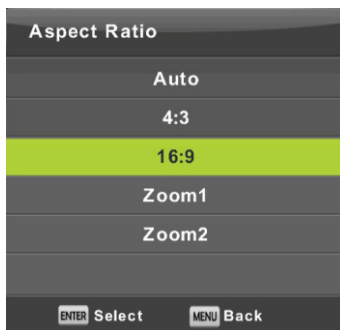 Aspect Ratio
Auto
4:3
16:9
Zoom1
Zoom2
ENTER Select MENU Back